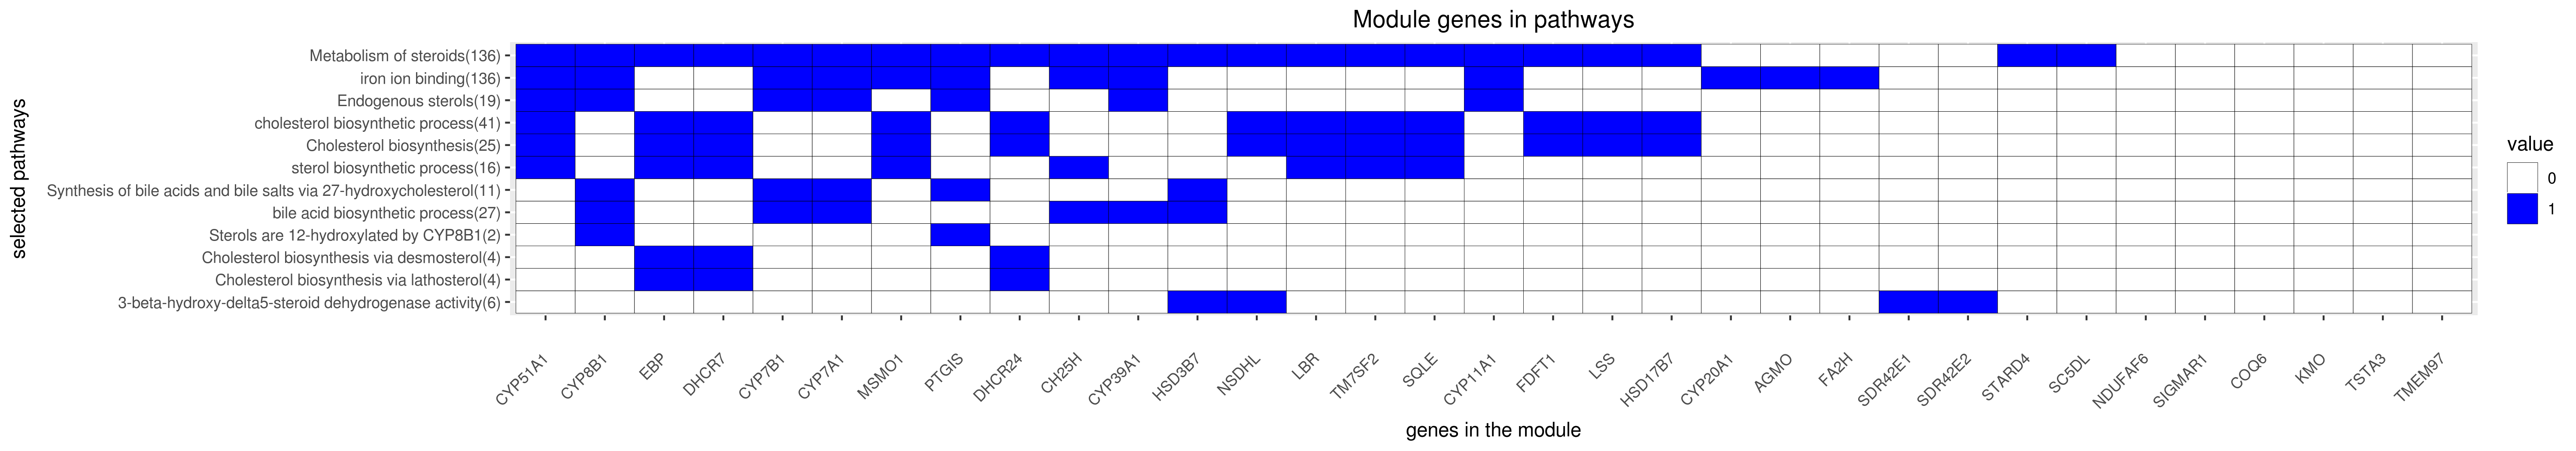 Module genes in pathways
selected pathways
Metabolism of steroids(136)
iron ion binding(136)
Endogenous sterols(19)
cholesterol biosynthetic process(41)
Cholesterol biosynthesis(25)
sterol biosynthetic process(16)
Synthesis of bile acids and bile salts via 27-hydroxycholesterol(11)
bile acid biosynthetic process(27)
Sterols are 12-hydroxylated by CYP8B1(2)
Cholesterol biosynthesis via desmosterol(4)
Cholesterol biosynthesis via lathosterol(4)
3-beta-hydroxy-delta5-steroid dehydrogenase activity(6)
CYP51A1
CYP8B1
EBP
DHCR7
CYP7B1
CYP7A1
MSMO1
PTGIS
DHCR24
CH25H
CYP39A1
HSD3B7
NSDHL
LBR
TM7SF2
SQLE
CYP11A1
FDFT1
LSS
HSD17B7
CYP20A1
AGMO
FA2H
SDR42E1
SDR42E2
STARD4
SC5DL
NDUFAF6
SIGMAR1
COQ6
KMO
TSTA3
TMEM97
genes in the module
value
0
1